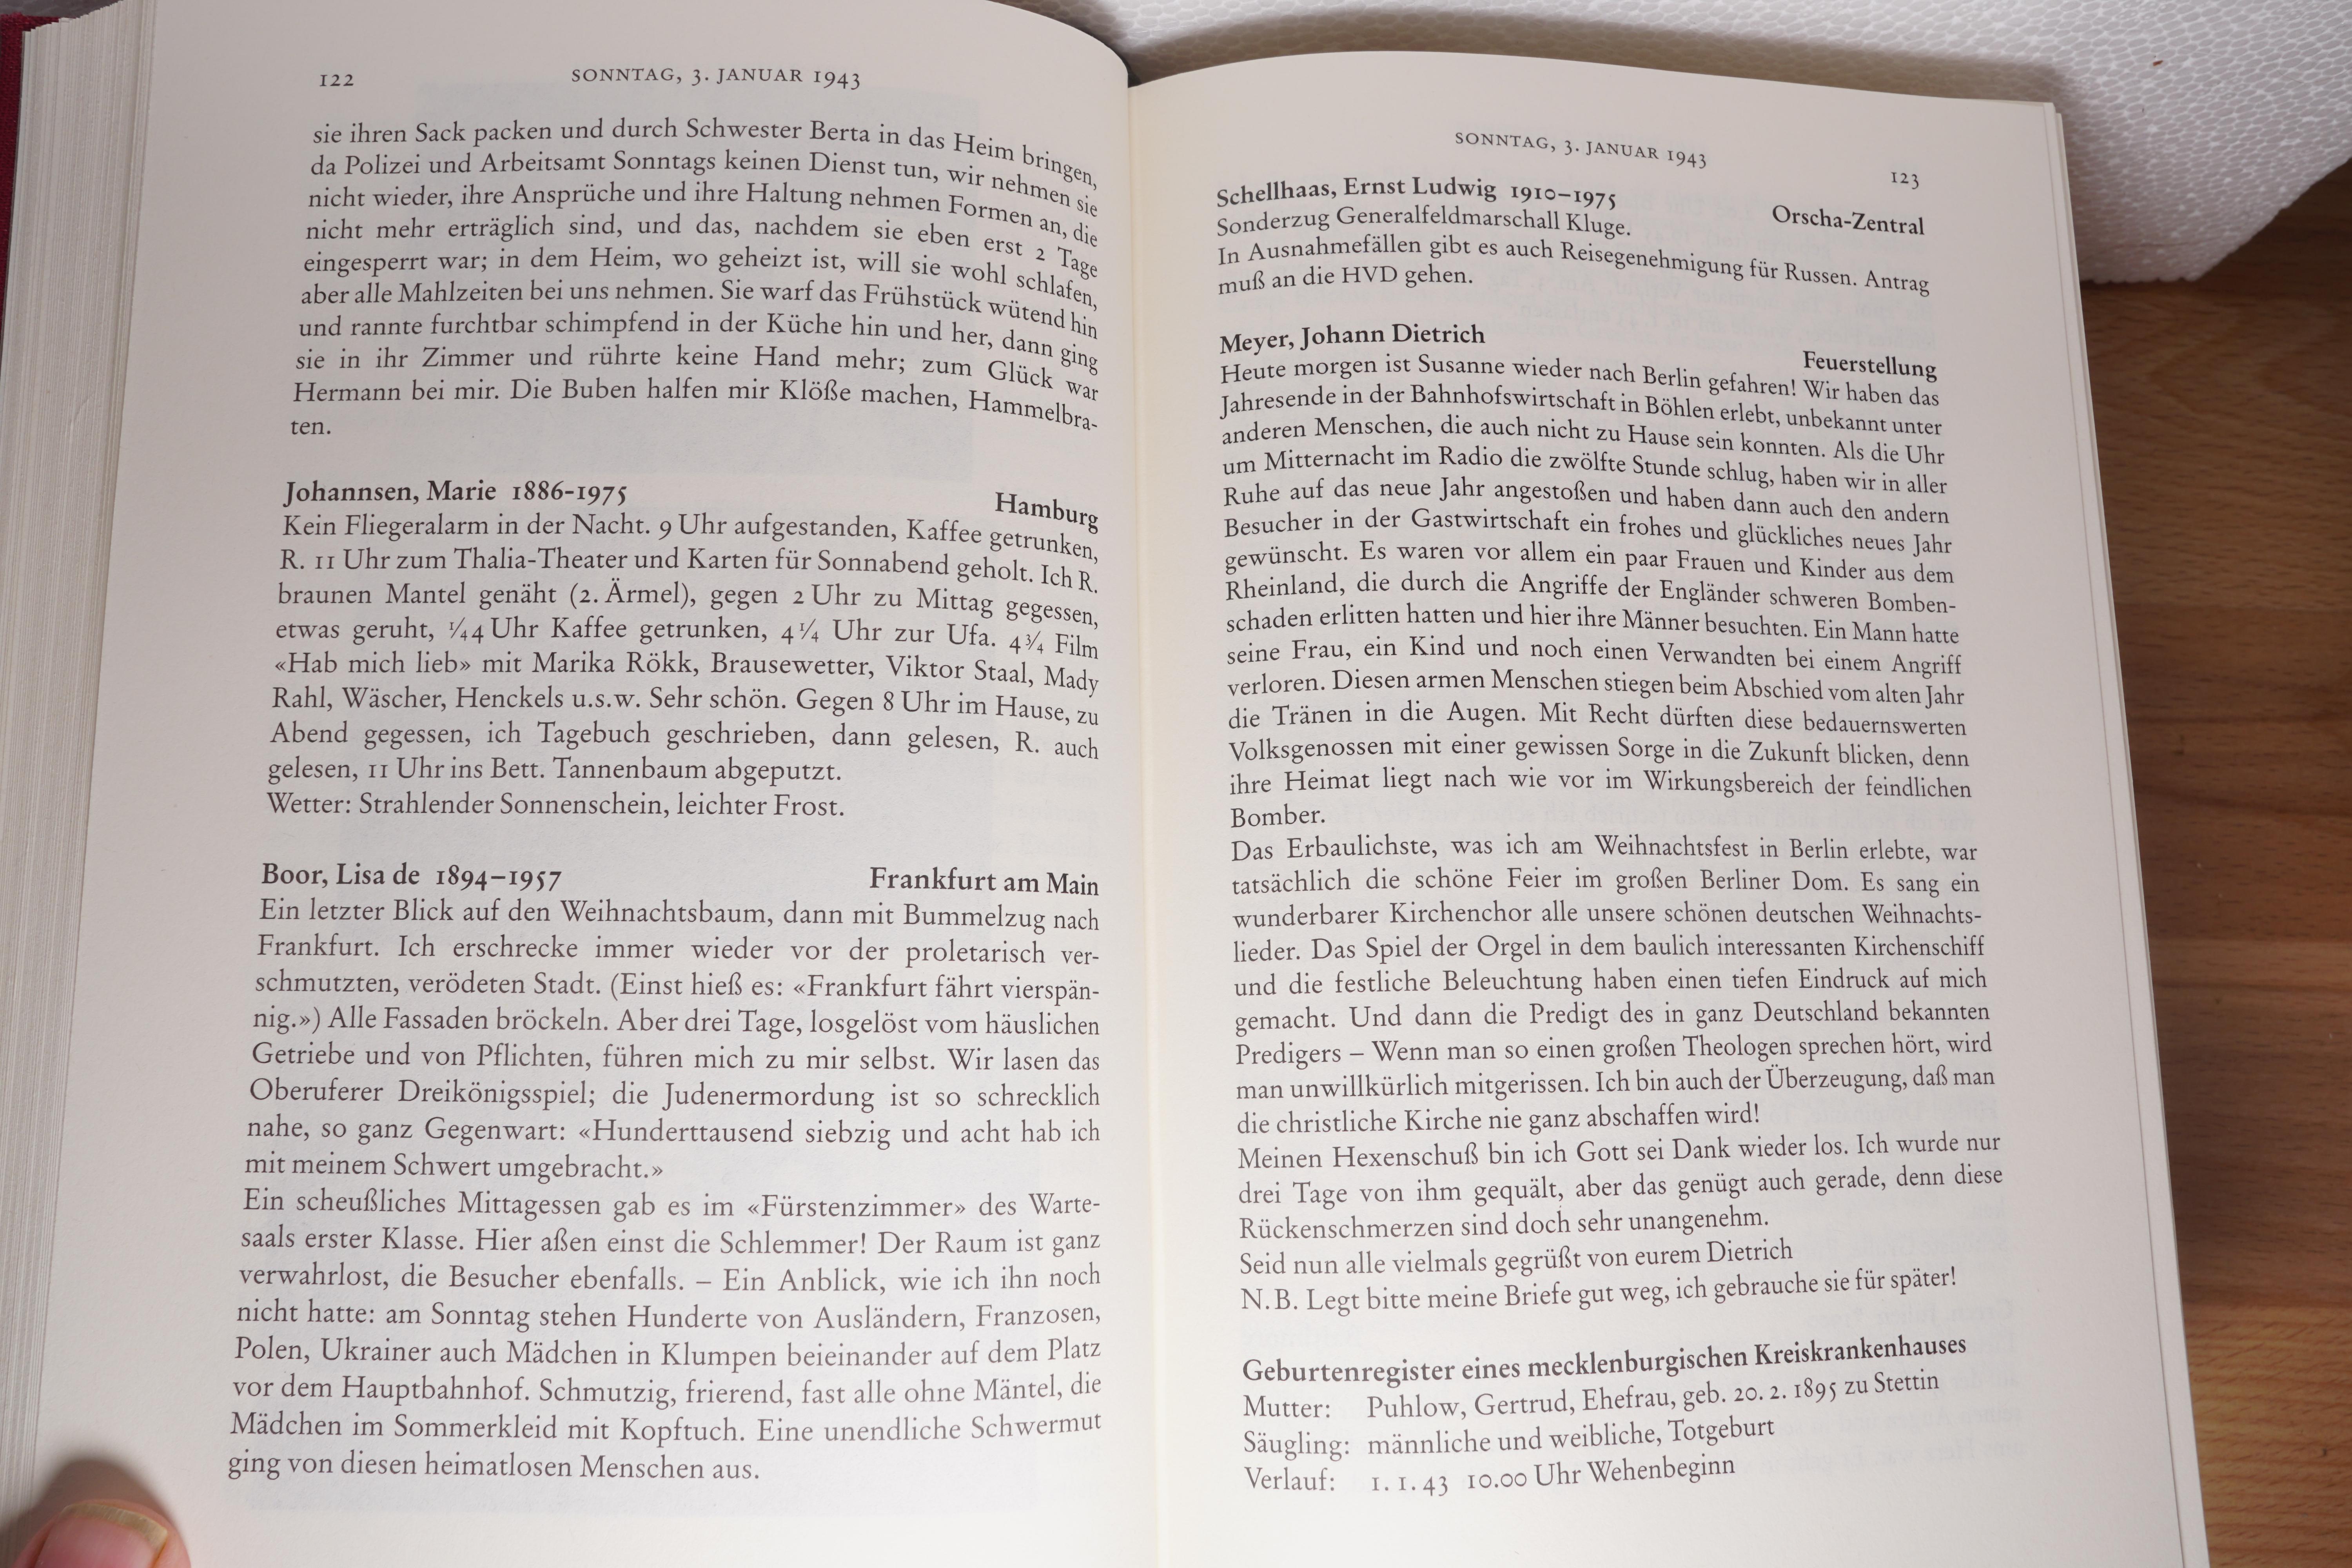 122
SONNTAG, 3. JANUAR 1943
sie ihren Sack packen und durch Schwester Berta in das Heim bringen,
da Polizei und Arbeitsamt Sonntags keinen Dienst tun, wir nehmen sie
nicht wieder, ihre Ansprüche und ihre Haltung nehmen Formen an, die
nicht mehr erträglich sind, und das, nachdem sie eben erst 2 Tage
eingesperrt war; in dem Heim, wo geheizt ist, will sie wohl schlafen,
aber alle Mahlzeiten bei uns nehmen. Sie warf das Frühstück wütend hin
und rannte furchtbar schimpfend in der Küche hin und her, dann ging
sie in ihr Zimmer und rührte keine Hand mehr; zum Glück war
Hermann bei mir. Die Buben halfen mir Klöße machen, Hammelbra-
ten.
Johannsen, Marie 1886-1975 Hamburg
Kein Fliegeralarm in der Nacht. 9 Uhr aufgestanden, Kaffee getrunken,
R. 11 Uhr zum Thalia-Theater und Karten für Sonnabend geholt. Ich R.
braunen Mantel genäht (2. Ärmel), gegen 2 Uhr zu Mittag gegessen,
etwas geruht, ¼4 Uhr Kaffee getrunken, 4¼ Uhr zur Ufa. 4¾ Film
«Hab mich lieb» mit Marika Rökk, Brausewetter, Viktor Staal, Mady
Rahl, Wäscher, Henckels u.s.w. Sehr schön. Gegen 8 Uhr im Hause, zu
Abend gegessen, ich Tagebuch geschrieben, dann gelesen, R. auch
gelesen, 11 Uhr ins Bett. Tannenbaum abgeputzt.
Wetter: Strahlender Sonnenschein, leichter Frost.
Boor, Lisa de 1894–1957 Frankfurt am Main
Ein letzter Blick auf den Weihnachtsbaum, dann mit Bummelzug nach
Frankfurt. Ich erschrecke immer wieder vor der proletarisch ver-
schmutzten, verödeten Stadt. (Einst hieß es: «Frankfurt fährt vierspän-
nig.») Alle Fassaden bröckeln. Aber drei Tage, losgelöst vom häuslichen
Getriebe und von Pflichten, führen mich zu mir selbst. Wir lasen das
Oberuferer Dreikönigsspiel; die Judenermordung ist so schrecklich
nahe, so ganz Gegenwart: «Hunderttausend siebzig und acht hab ich
mit meinem Schwert umgebracht.»
Ein scheußliches Mittagessen gab es im «Fürstenzimmer» des Warte-
saals erster Klasse. Hier aßen einst die Schlemmer! Der Raum ist ganz
verwahrlost, die Besucher ebenfalls. – Ein Anblick, wie ich ihn noch
nicht hatte: am Sonntag stehen Hunderte von Ausländern, Franzosen,
Polen, Ukrainer auch Mädchen in Klumpen beieinander auf dem Platz
vor dem Hauptbahnhof. Schmutzig, frierend, fast alle ohne Mäntel, die
Mädchen im Sommerkleid mit Kopftuch. Eine unendliche Schwermut
ging von diesen heimatlosen Menschen aus.
SONNTAG, 3. JANUAR 1943
123
Schellhaas, Ernst Ludwig 1910–1975 Orscha-Zentral
Sonderzug Generalfeldmarschall Kluge.
In Ausnahmefällen gibt es auch Reisegenehmigung für Russen. Antrag
muß an die HVD gehen.
Meyer, Johann Dietrich Feuerstellung
Heute morgen ist Susanne wieder nach Berlin gefahren! Wir haben das
Jahresende in der Bahnhofswirtschaft in Böhlen erlebt, unbekannt unter
anderen Menschen, die auch nicht zu Hause sein konnten. Als die Uhr
um Mitternacht im Radio die zwölfte Stunde schlug, haben wir in aller
Ruhe auf das neue Jahr angestoßen und haben dann auch den andern
Besucher in der Gastwirtschaft ein frohes und glückliches neues Jahr
gewünscht. Es waren vor allem ein paar Frauen und Kinder aus dem
Rheinland, die durch die Angriffe der Engländer schweren Bomben-
schaden erlitten hatten und hier ihre Männer besuchten. Ein Mann hatte
seine Frau, ein Kind und noch einen Verwandten bei einem Angriff
verloren. Diesen armen Menschen stiegen beim Abschied vom alten Jahr
die Tränen in die Augen. Mit Recht dürften diese bedauernswerten
Volksgenossen mit einer gewissen Sorge in die Zukunft blicken, denn
ihre Heimat liegt nach wie vor im Wirkungsbereich der feindlichen
Bomber.
Das Erbaulichste, was ich am Weihnachtsfest in Berlin erlebte, war
tatsächlich die schöne Feier im großen Berliner Dom. Es sang ein
wunderbarer Kirchenchor alle unsere schönen deutschen Weihnachts-
lieder. Das Spiel der Orgel in dem baulich interessanten Kirchenschiff
und die festliche Beleuchtung haben einen tiefen Eindruck auf mich
gemacht. Und dann die Predigt des in ganz Deutschland bekannten
Predigers – Wenn man so einen großen Theologen sprechen hört, wird
man unwillkürlich mitgerissen. Ich bin auch der Überzeugung, daß man
die christliche Kirche nie ganz abschaffen wird!
Meinen Hexenschuß bin ich Gott sei Dank wieder los. Ich wurde nur
drei Tage von ihm gequält, aber das genügt auch gerade, denn diese
Rückenschmerzen sind doch sehr unangenehm.
Seid nun alle vielmals gegrüßt von eurem Dietrich
N. B. Legt bitte meine Briefe gut weg, ich gebrauche sie für später!
Geburtenregister eines mecklenburgischen Kreiskrankenhauses
Mutter: Puhlow, Gertrud, Ehefrau, geb. 20. 2. 1895 zu Stettin
Säugling: männliche und weibliche, Totgeburt
Verlauf: 1. 1. 43 10.00 Uhr Wehenbeginn